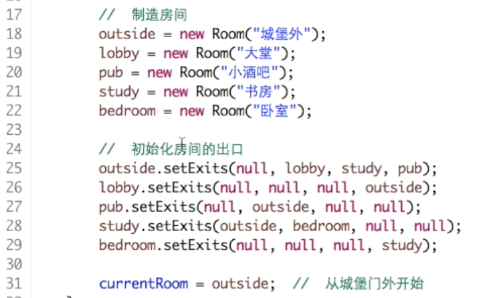 17 // 制造房间
18 outside = new Room("城堡外");
19 lobby = new Room("大堂");
20 pub = new Room("小酒吧");
21 study = new Room("书房");
22 bedroom = new Room("卧室");
23
24 // 初始化房间的出口
25 outside.setExits(null, lobby, study, pub);
26 lobby.setExits(null, null, null, outside);
27 pub.setExits(null, outside, null, null);
28 study.setExits(outside, bedroom, null, null);
29 bedroom.setExits(null, null, null, study);
30
31 currentRoom = outside; // 从城堡门外开始